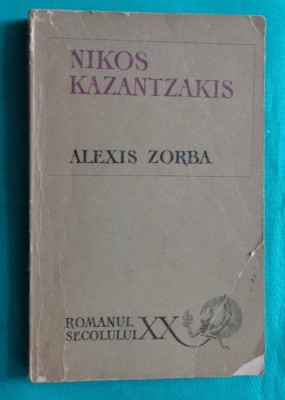 NIKOS
KAZANTZAKIS
ALEXIS ZORBA
ROMANUL
SECOLULUI XX